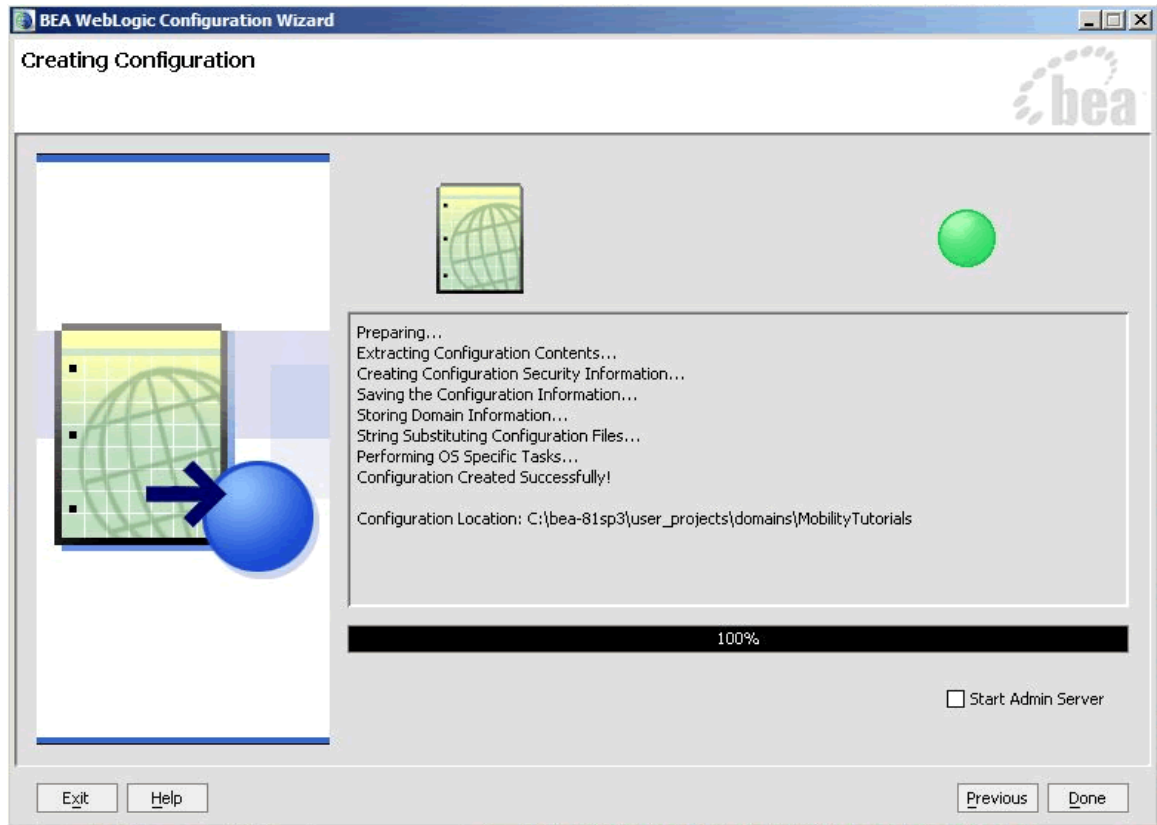 BEA WebLogic Configuration Wizard
Creating Configuration
bea
Preparing...
Extracting Configuration Contents...
Creating Configuration Security Information...
Saving the Configuration Information...
Storing Domain Information...
String Substituting Configuration Files...
Performing OS Specific Tasks...
Configuration Created Successfully!
Configuration Location: C:\bea-81sp3\user_projects\domains\MobilityTutorials
100%
Start Admin Server
Exit Help Previous Done